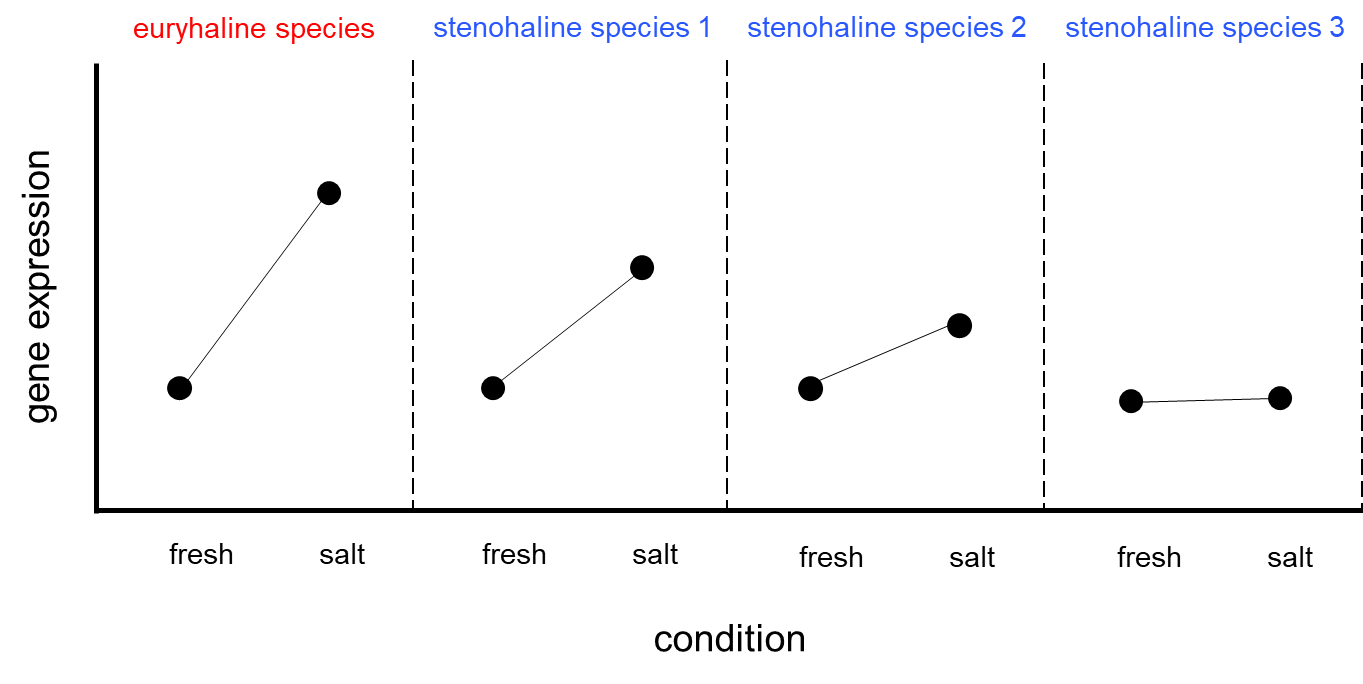 euryhaline species
stenohaline species 1
stenohaline species 2
stenohaline species 3
gene expression
fresh
salt
fresh
salt
fresh
salt
fresh
salt
condition